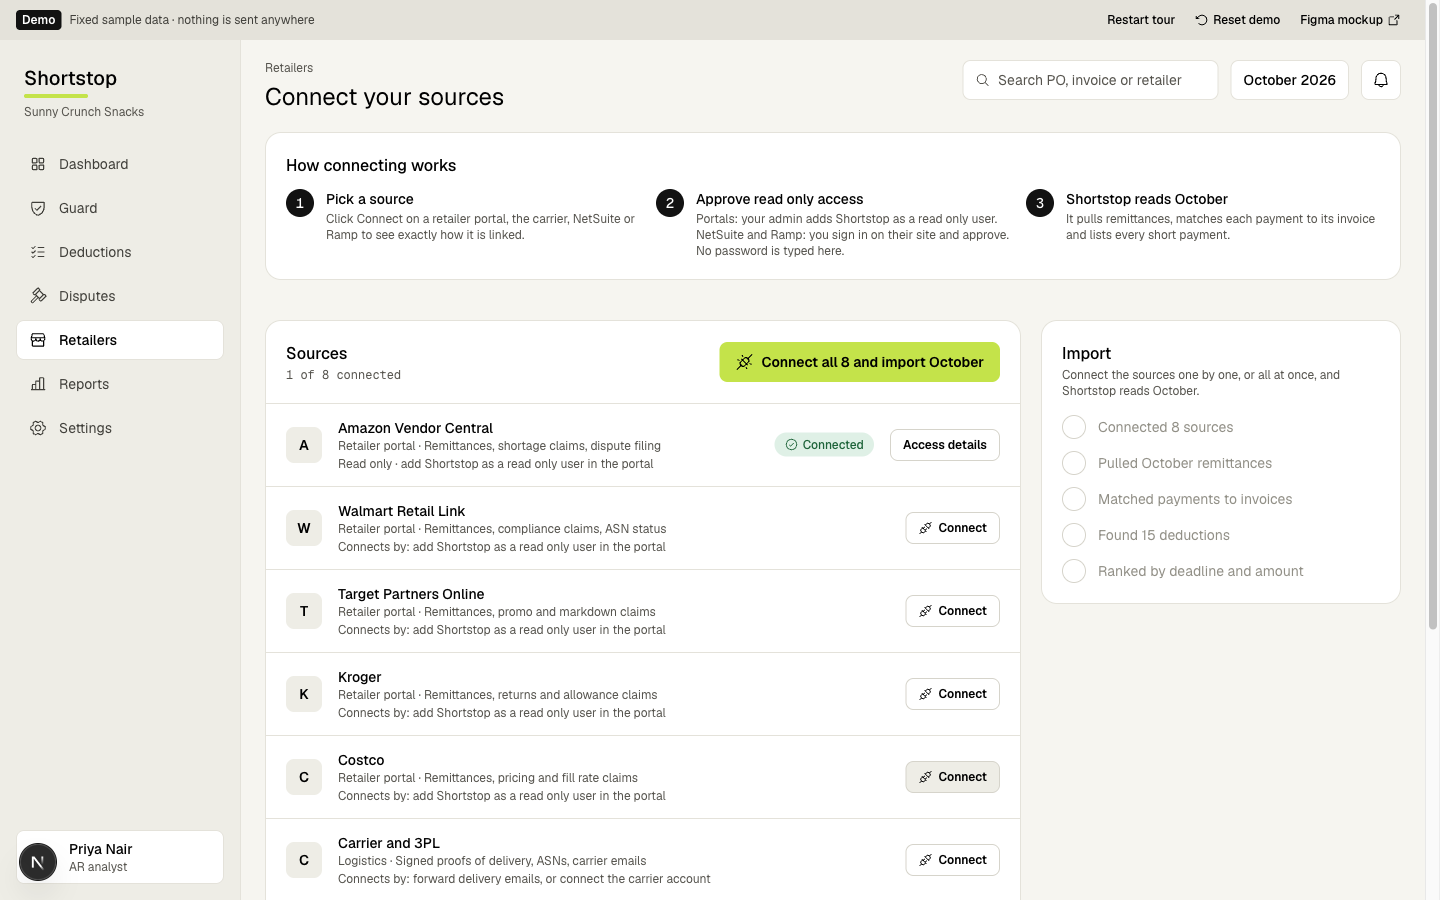 Demo
Fixed sample data · nothing is sent anywhere
Restart tour
Reset demo
Figma mockup
Shortstop
Sunny Crunch Snacks
Dashboard
Guard
Deductions
Disputes
Retailers
Reports
Settings
Priya Nair
AR analyst
N
Retailers
Connect your sources
Search PO, invoice or retailer
October 2026
How connecting works
1
Pick a source
Click Connect on a retailer portal, the carrier, NetSuite or
Ramp to see exactly how it is linked.
2
Approve read only access
Portals: your admin adds Shortstop as a read only user.
NetSuite and Ramp: you sign in on their site and approve.
No password is typed here.
3
Shortstop reads October
It pulls remittances, matches each payment to its invoice
and lists every short payment.
Sources
1 of 8 connected
Connect all 8 and import October
A
Amazon Vendor Central
Retailer portal · Remittances, shortage claims, dispute filing
Read only · add Shortstop as a read only user in the portal
Connected
Access details
W
Walmart Retail Link
Retailer portal · Remittances, compliance claims, ASN status
Connects by: add Shortstop as a read only user in the portal
Connect
T
Target Partners Online
Retailer portal · Remittances, promo and markdown claims
Connects by: add Shortstop as a read only user in the portal
Connect
K
Kroger
Retailer portal · Remittances, returns and allowance claims
Connects by: add Shortstop as a read only user in the portal
Connect
C
Costco
Retailer portal · Remittances, pricing and fill rate claims
Connects by: add Shortstop as a read only user in the portal
Connect
C
Carrier and 3PL
Logistics · Signed proofs of delivery, ASNs, carrier emails
Connects by: forward delivery emails, or connect the carrier account
Connect
Import
Connect the sources one by one, or all at once, and
Shortstop reads October.
Connected 8 sources
Pulled October remittances
Matched payments to invoices
Found 15 deductions
Ranked by deadline and amount